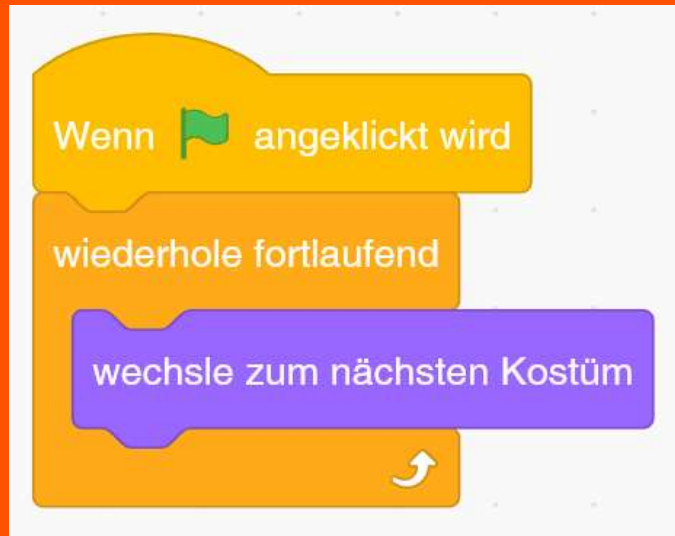 Wenn angeklickt wird
wiederhole fortlaufend
wechsle zum nächsten Kostüm